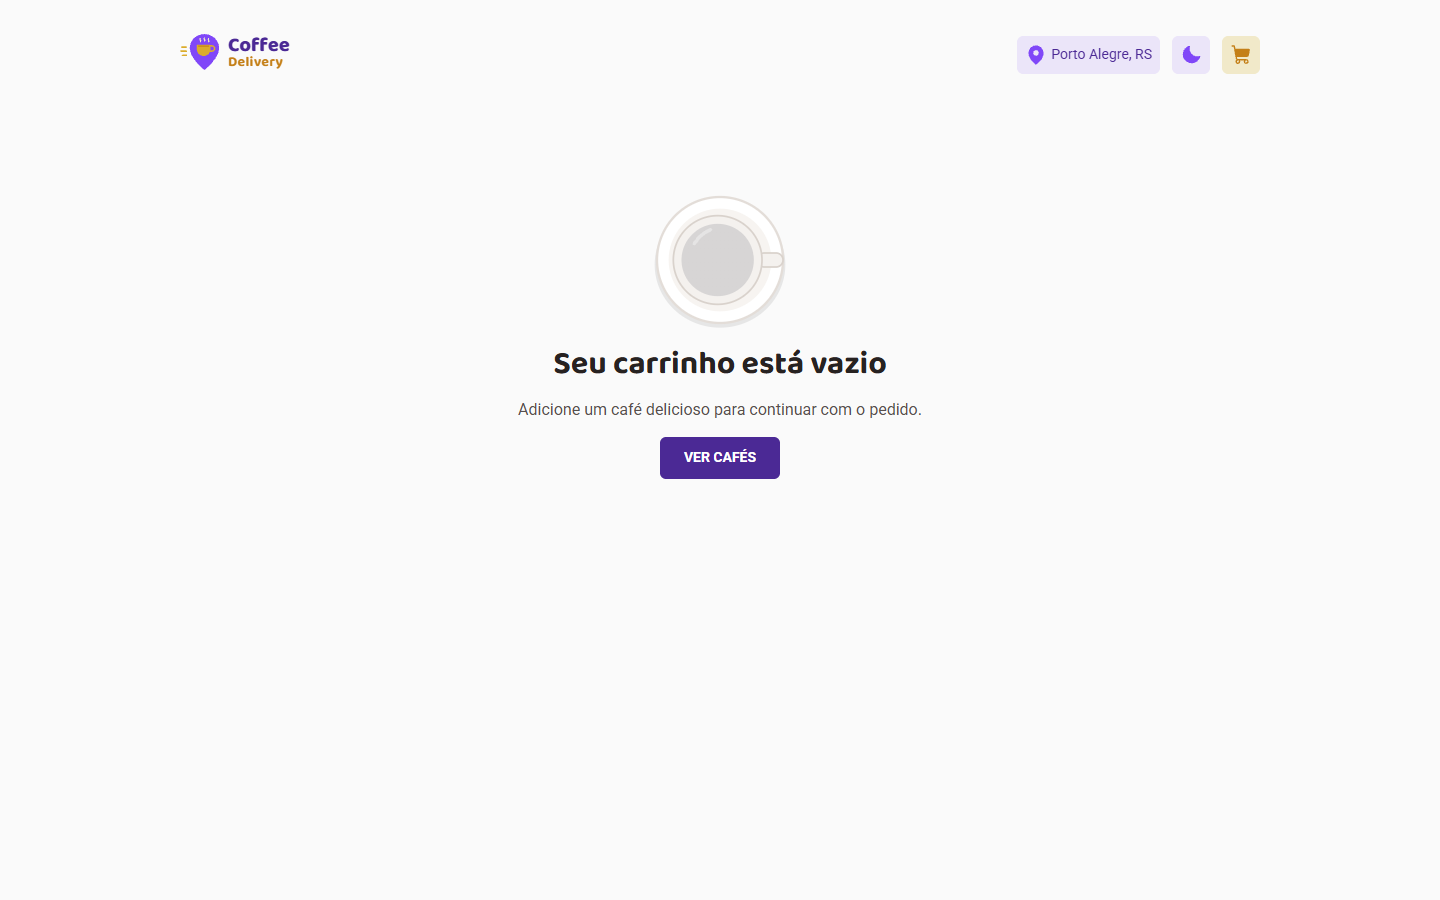 Coffee
Delivery
Porto Alegre, RS
Seu carrinho está vazio
Adicione um café delicioso para continuar com o pedido.
VER CAFÉS